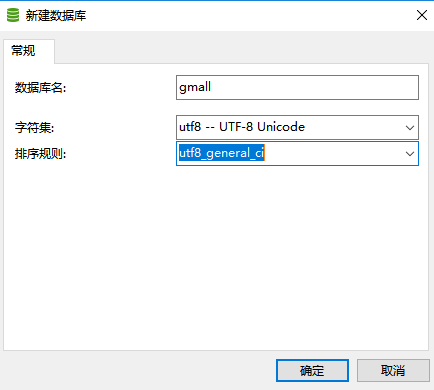 新建数据库
常规
数据库名: gmall
字符集: utf8 -- UTF-8 Unicode
排序规则: utf8_general_ci
确定 取消